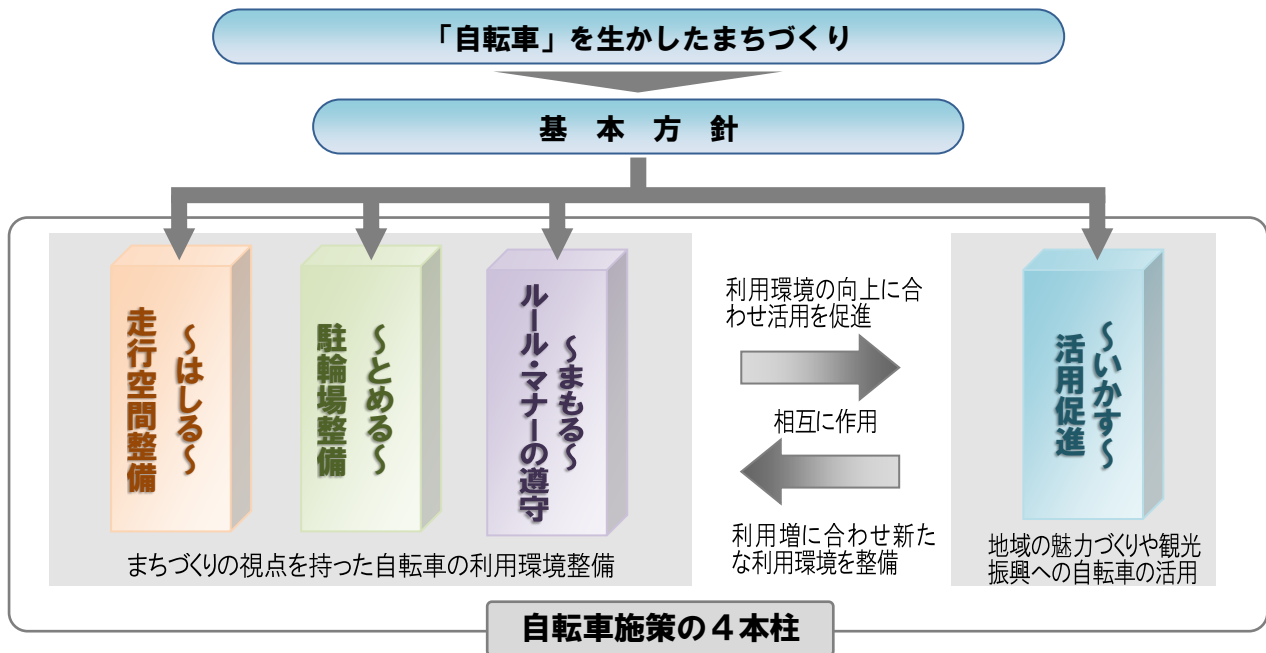 「自転車」を生かしたまちづくり
基本方針
～はしる～
走行空間整備
～とめる～
駐輪場整備
～まもる～
ルール・マナーの遵守
まちづくりの視点を持った自転車の利用環境整備
利用環境の向上に合
わせ活用を促進
相互に作用
利用増に合わせ新た
な利用環境を整備
～いかす～
活用促進
地域の魅力づくりや観光
振興への自転車の活用
自転車施策の４本柱